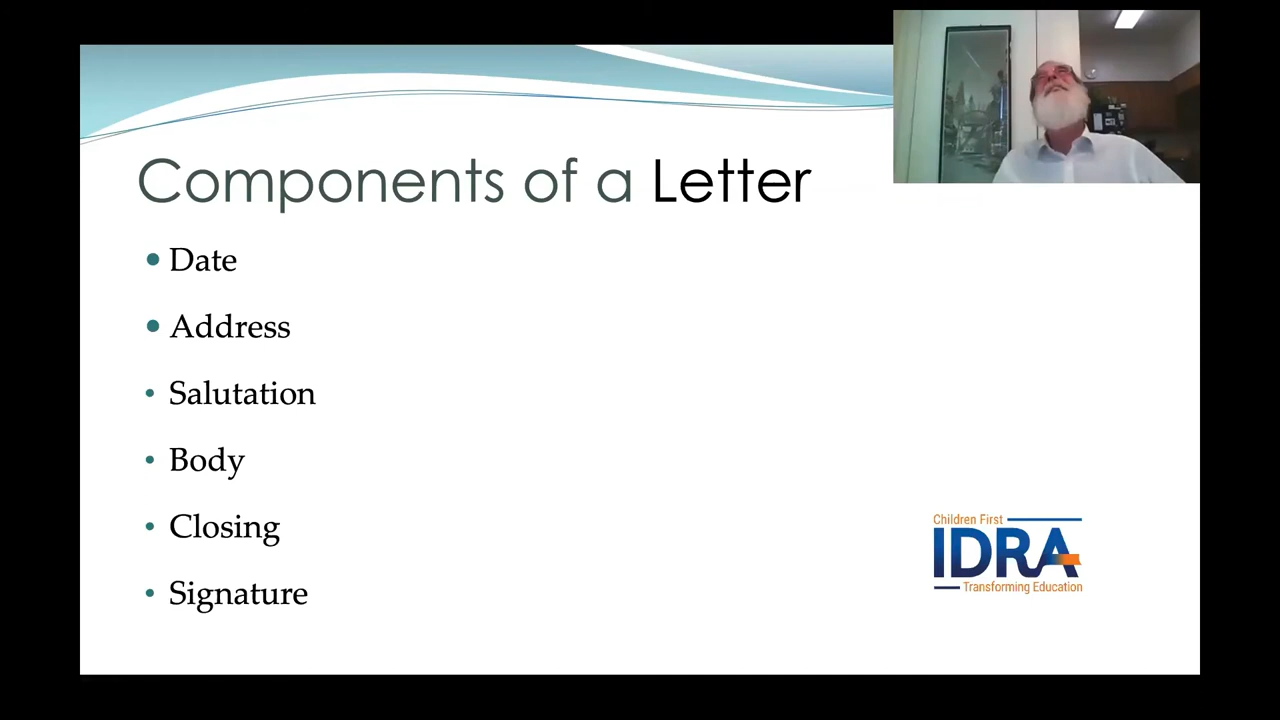 Components of a Letter
Date
Address
Salutation
Body
Closing
Signature
Children First
IDRA
Transforming Education